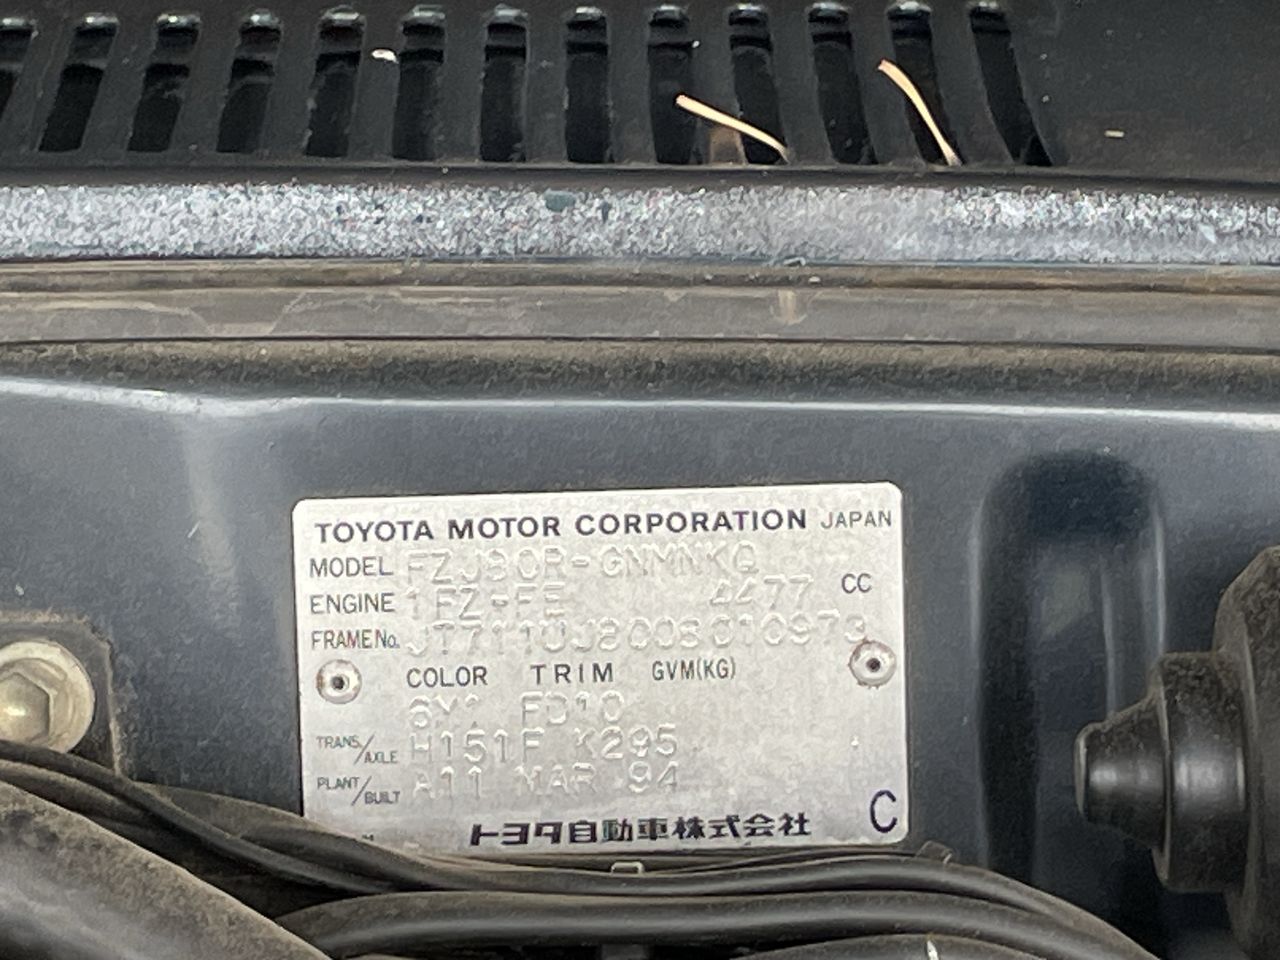 TOYOTA MOTOR CORPORATION JAPAN
MODEL FZJ80R-GNMNKQ
ENGINE 1FZ-FE 4477 CC
FRAME No. JT711UJ8008010973
COLOR TRIM GVM(KG)
6M1 FD10
TRANS/AXLE H151F K295
PLANT/BUILT A11 MAR 94
トヨタ自動車株式会社 C